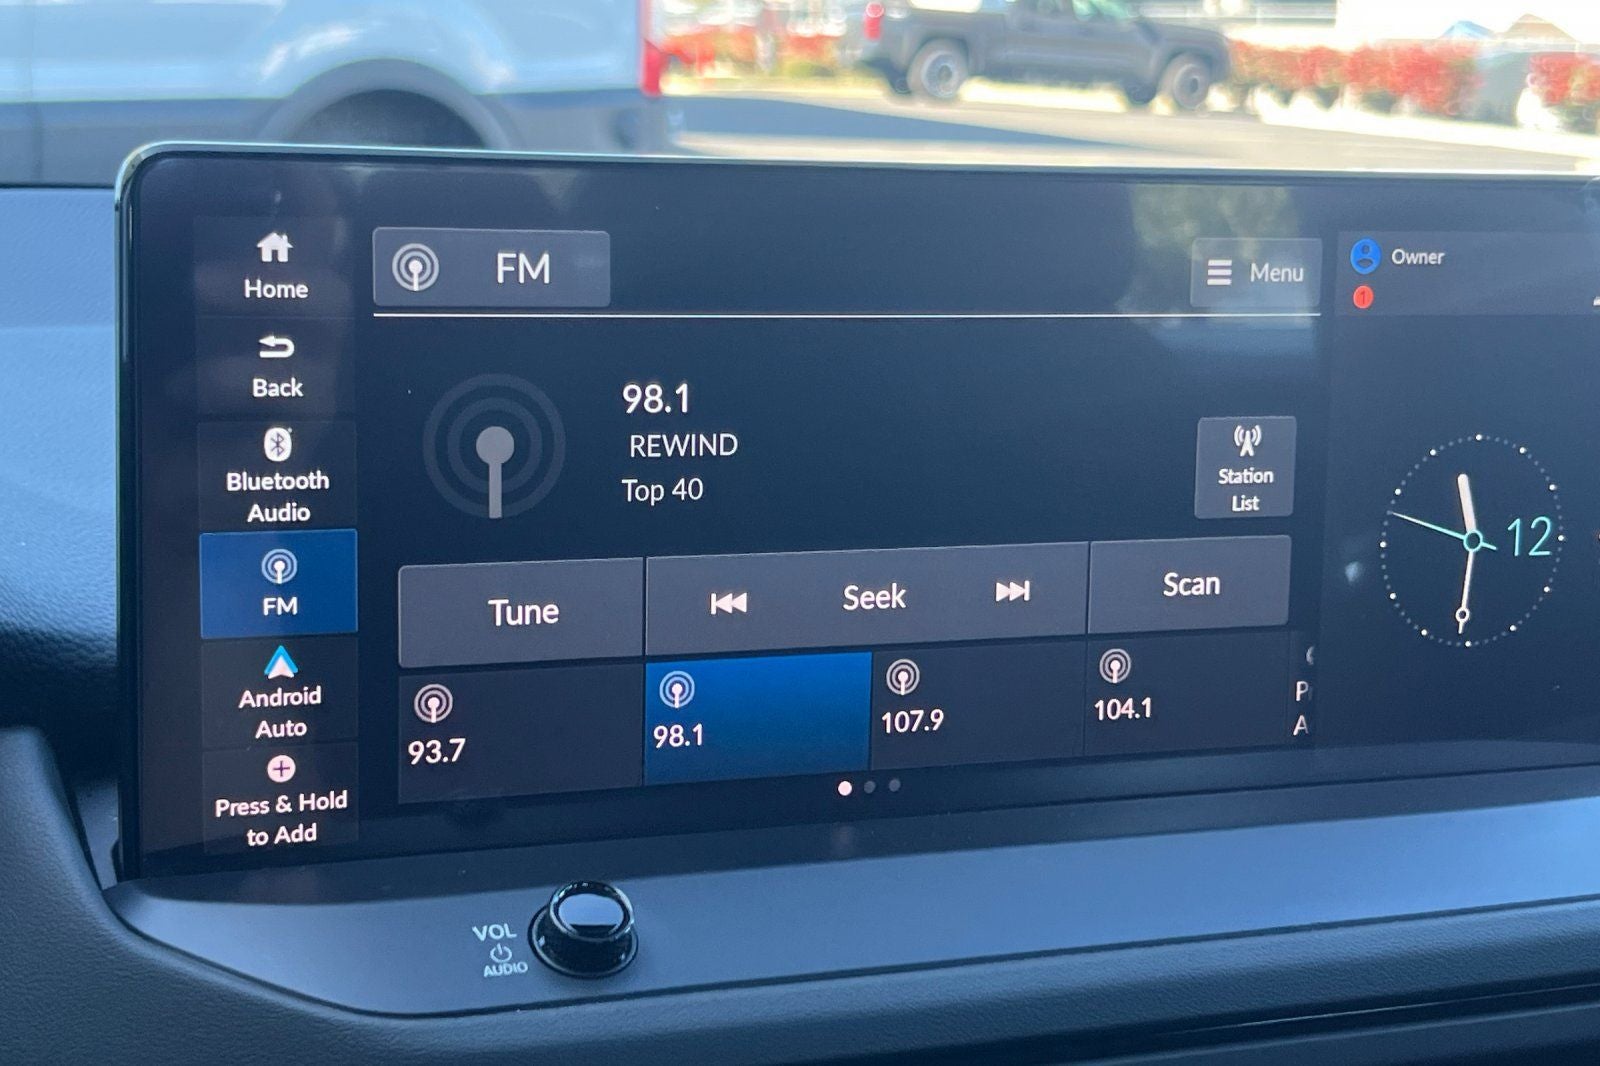 Home
FM
Menu
Owner
1
Back
98.1
REWIND
Top 40
Bluetooth
Audio
Station
List
12
FM
Tune
Seek
Scan
Android
Auto
93.7
98.1
107.9
104.1
P
A
Press & Hold
to Add
VOL
AUDIO